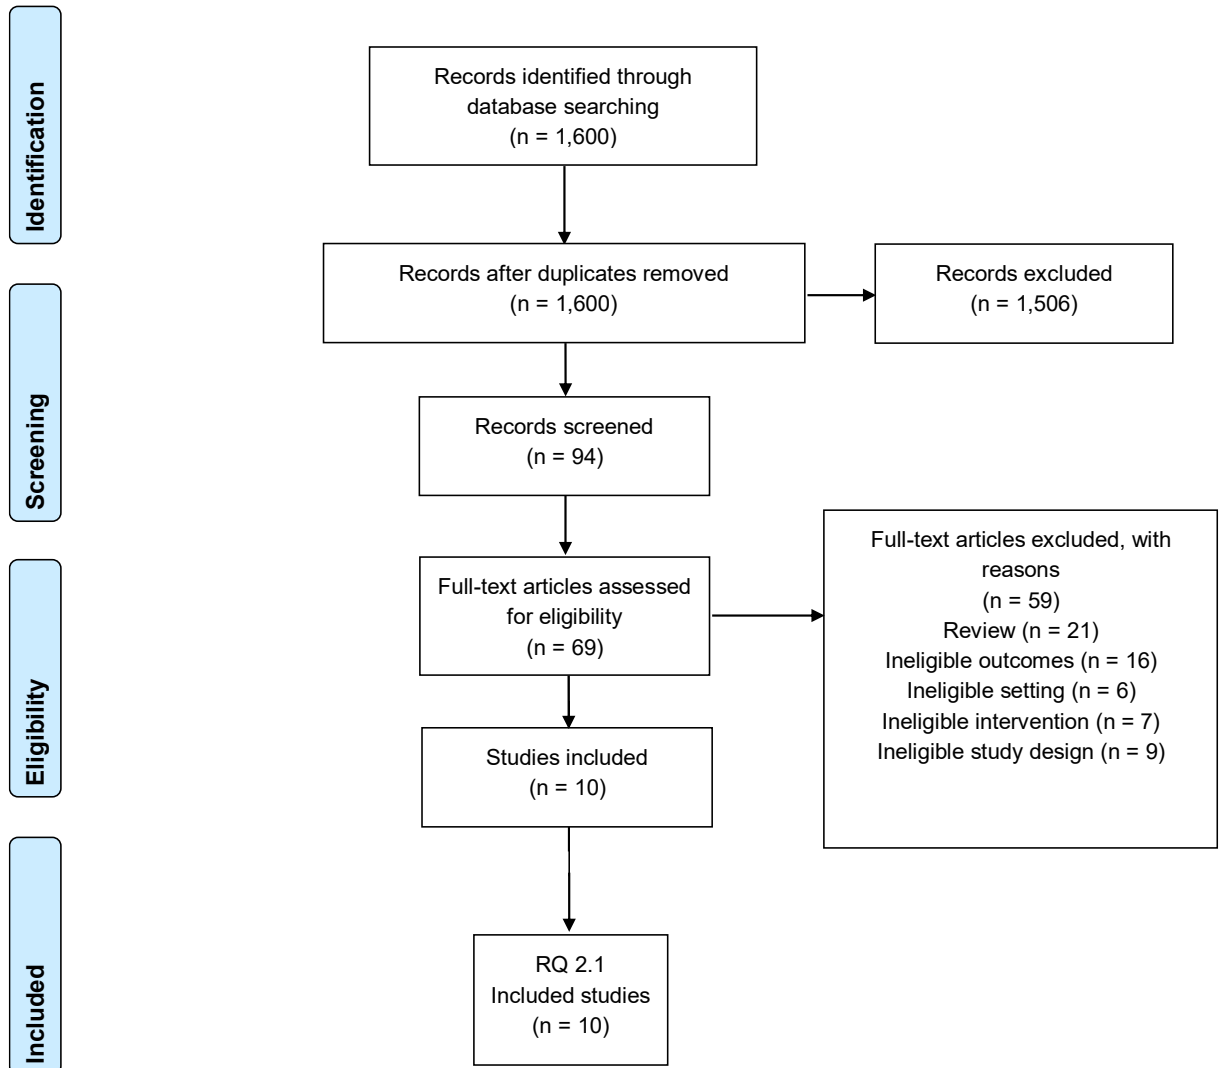 Identification
Records identified through
database searching
(n = 1,600)
Records after duplicates removed
(n = 1,600)
Records excluded
(n = 1,506)
Screening
Records screened
(n = 94)
Eligibility
Full-text articles assessed
for eligibility
(n = 69)
Full-text articles excluded, with
reasons
(n = 59)
Review (n = 21)
Ineligible outcomes (n = 16)
Ineligible setting (n = 6)
Ineligible intervention (n = 7)
Ineligible study design (n = 9)
Studies included
(n = 10)
Included
RQ 2.1
Included studies
(n = 10)